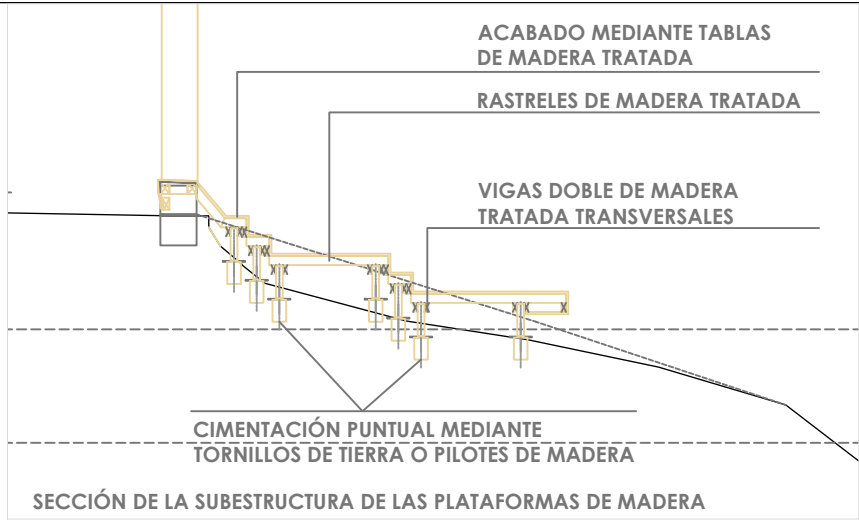 ACABADO MEDIANTE TABLAS
DE MADERA TRATADA
RASTRELES DE MADERA TRATADA
VIGAS DOBLE DE MADERA
TRATADA TRANSVERSALES
CIMENTACIÓN PUNTUAL MEDIANTE
TORNILLOS DE TIERRA O PILOTES DE MADERA
SECCIÓN DE LA SUBESTRUCTURA DE LAS PLATAFORMAS DE MADERA